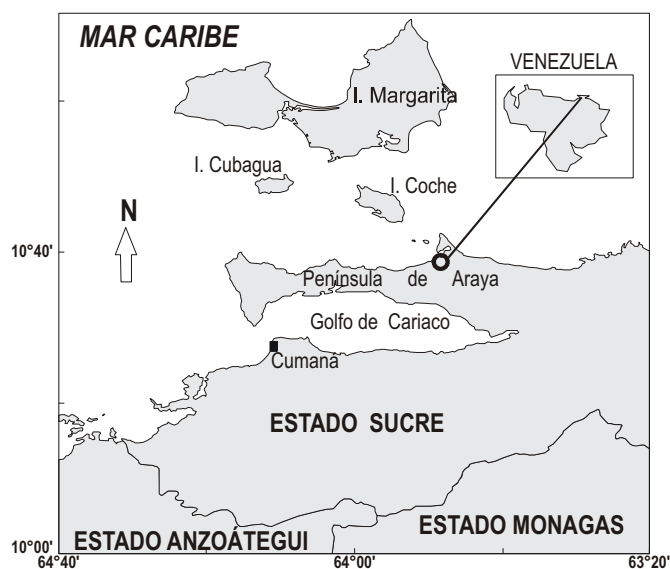 MAR CARIBE
VENEZUELA
I. Margarita
I. Cubagua
I. Coche
N
10°40'
Península de Araya
Golfo de Cariaco
Cumaná
ESTADO SUCRE
ESTADO MONAGAS
ESTADO ANZOÁTEGUI
10°00'
64°40'
64°00'
63°20'